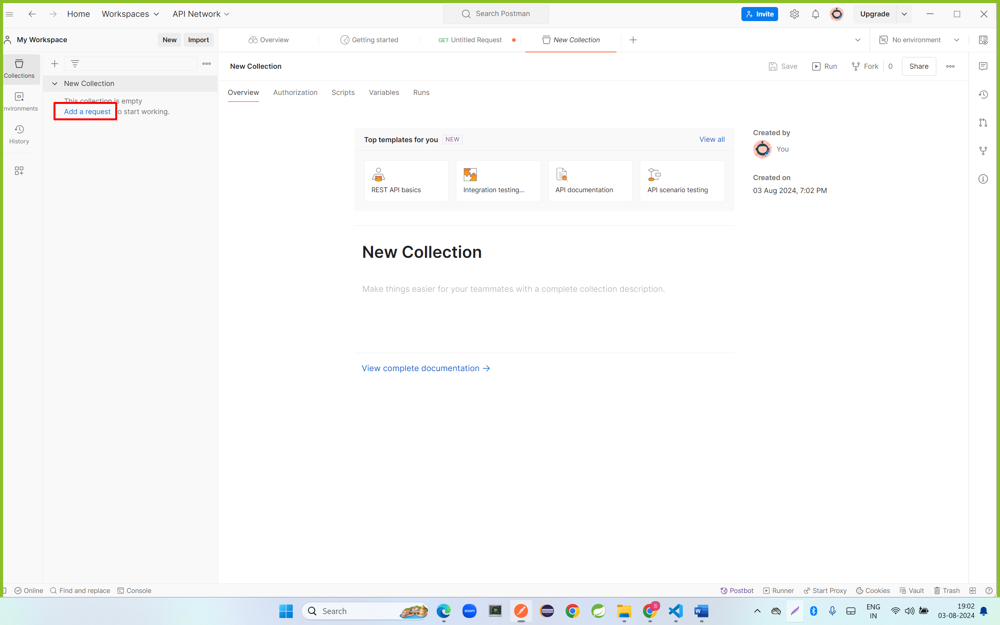 Home Workspaces API Network Search Postman Invite Upgrade
My Workspace New Import Overview Getting started GET Untitled Request New Collection No environment
Collections
New Collection
New Collection Save Run Fork 0 Share
Overview Authorization Scripts Variables Runs
This collection is empty
Add a request o start working.
nvironments
History
Top templates for you NEW View all
REST API basics
Integration testing...
API documentation
API scenario testing
Created by
You
Created on
03 Aug 2024, 7:02 PM
New Collection
Make things easier for your teammates with a complete collection description.
View complete documentation →
Online Find and replace Console Postbot Runner Start Proxy Cookies Vault Trash
Search zoom S W ENG
IN
19:02
03-08-2024